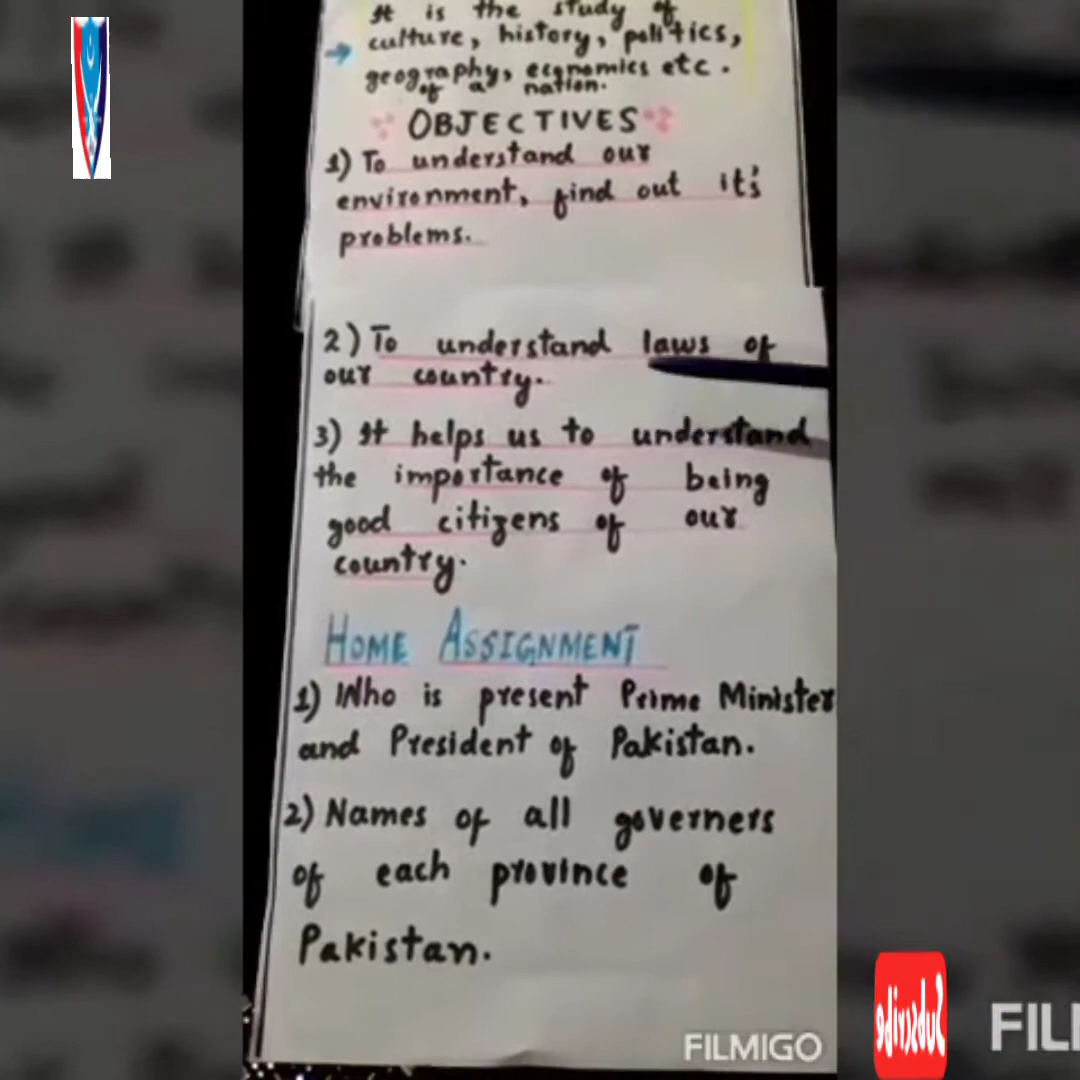 It is the study of
culture, history, politics,
geography, economics etc.
of a nation.
OBJECTIVES
1) To understand our
environment, find out it's
problems.
2) To understand laws of
our country.
3) It helps us to understand
the importance of being
good citizens of our
country.
HOME ASSIGNMENT
1) Who is present Prime Minister
and President of Pakistan.
2) Names of all governers
of each province of
Pakistan.
Subscribe
FILMIGO
FIL